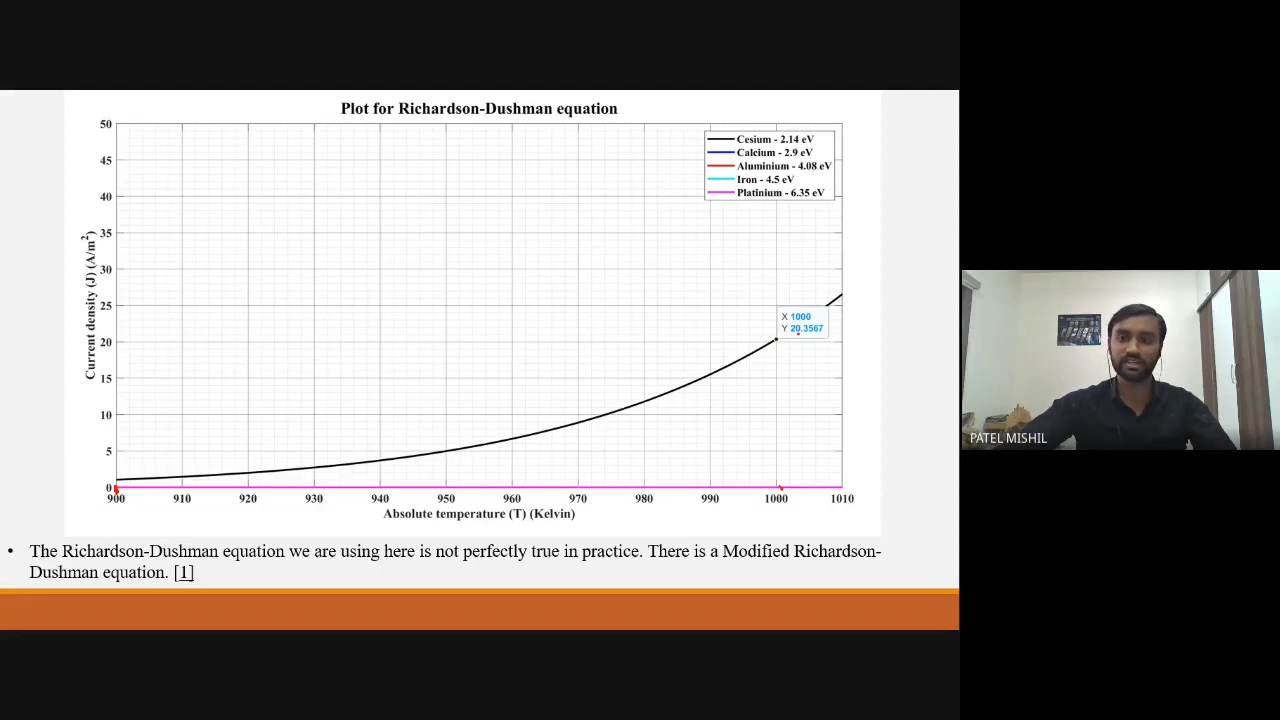 Plot for Richardson-Dushman equation
50
45
40
35
30
25
20
15
10
5
0
Current density (J) (A/m²)
Cesium - 2.14 eV
Calcium - 2.9 eV
Aluminium - 4.08 eV
Iron - 4.5 eV
Platinium - 6.35 eV
X 1000
Y 20.3567
900 910 920 930 940 950 960 970 980 990 1000 1010
Absolute temperature (T) (Kelvin)
• The Richardson-Dushman equation we are using here is not perfectly true in practice. There is a Modified Richardson-
Dushman equation. [1]
PATEL MISHIL